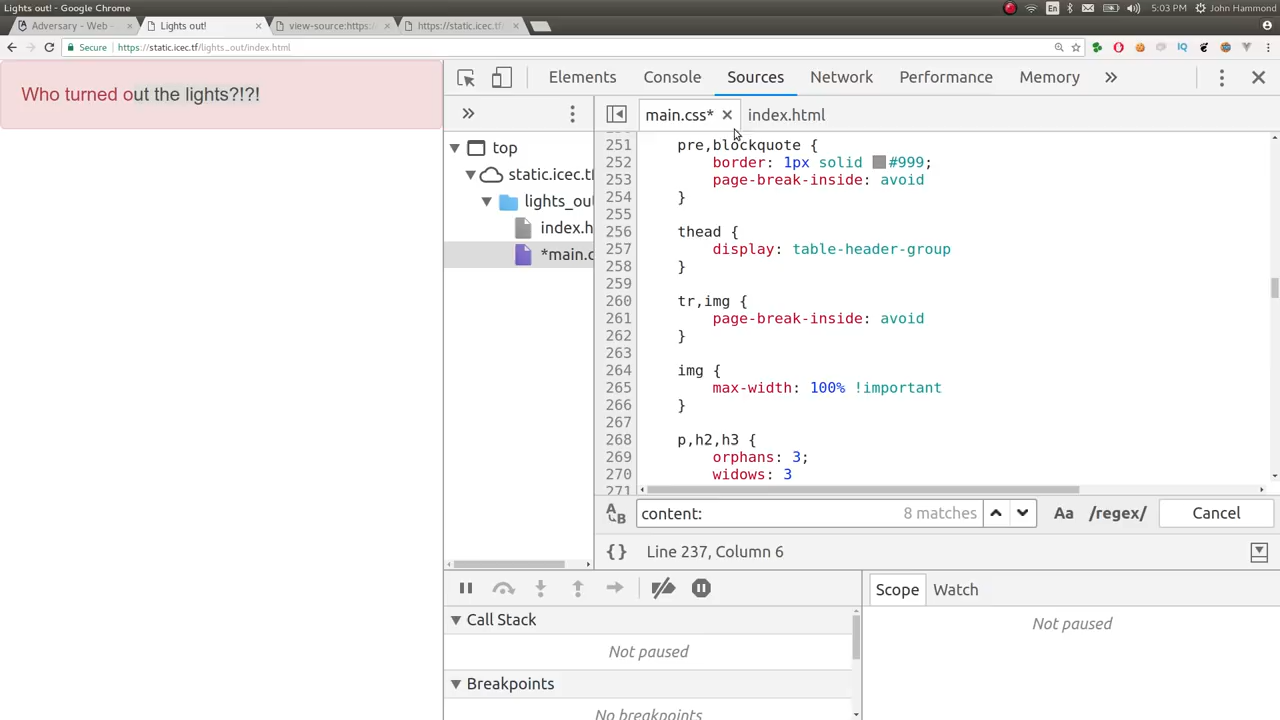 Lights out! - Google Chrome
En
5:03 PM
John Hammond
Adversary - Web -
Lights out!
view-source:https:/
https://static.icec.tf/
Secure
https://static.icec.tf/lights_out/index.html
Who turned out the lights?!?!
Elements
Console
Sources
Network
Performance
Memory
main.css*
index.html
top
static.icec.tf
lights_ou
index.h
*main.c
251 pre,blockquote {
252 border: 1px solid #999;
253 page-break-inside: avoid
254 }
255
256 thead {
257 display: table-header-group
258 }
259
260 tr,img {
261 page-break-inside: avoid
262 }
263
264 img {
265 max-width: 100% !important
266 }
267
268 p,h2,h3 {
269 orphans: 3;
270 widows: 3
271
content:
8 matches
Aa
/regex/
Cancel
{} Line 237, Column 6
Call Stack
Not paused
Breakpoints
No breakpoints
Scope
Watch
Not paused